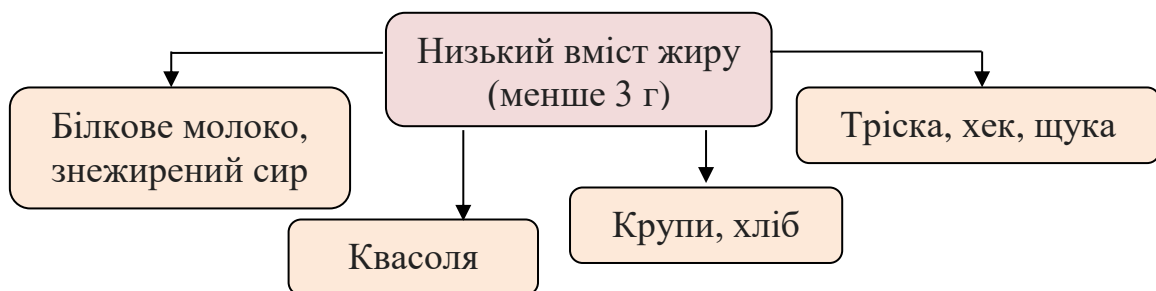 Низький вміст жиру
(менше 3 г)
Білкове молоко,
знежирений сир
Тріска, хек, щука
Крупи, хліб
Квасоля